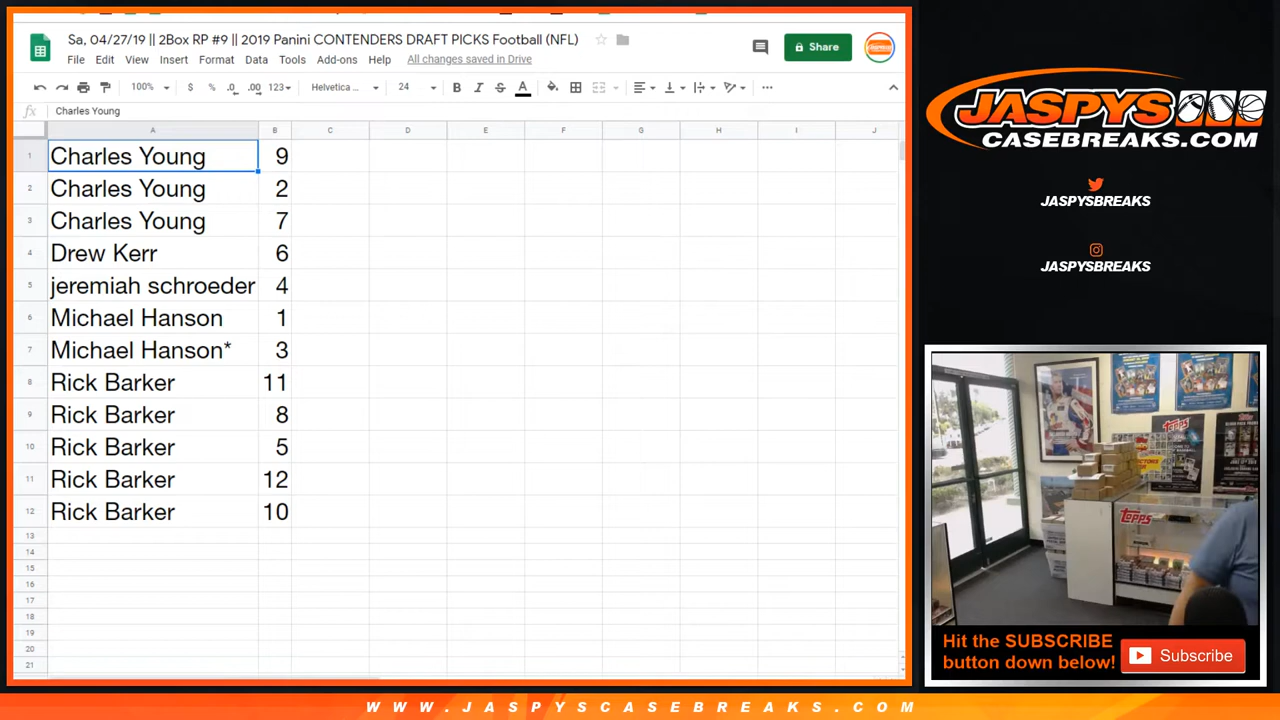 Sa, 04/27/19 || 2Box RP #9 || 2019 Panini CONTENDERS DRAFT PICKS Football (NFL)
File Edit View Insert Format Data Tools Add-ons Help All changes saved in Drive
Share
100% $ % .0 .00 123 Helvetica ... 24 B I S A
fx Charles Young
A B C D E F G H I J
1 Charles Young 9
2 Charles Young 2
3 Charles Young 7
4 Drew Kerr 6
5 jeremiah schroeder 4
6 Michael Hanson 1
7 Michael Hanson* 3
8 Rick Barker 11
9 Rick Barker 8
10 Rick Barker 5
11 Rick Barker 12
12 Rick Barker 10
13
14
15
16
17
18
19
20
21
JASPYS
CASEBREAKS.COM
JASPYSBREAKS
JASPYSBREAKS
Topps
TOPPS
Hit the SUBSCRIBE
button down below!
Subscribe
WWW.JASPYSCASEBREAKS.COM